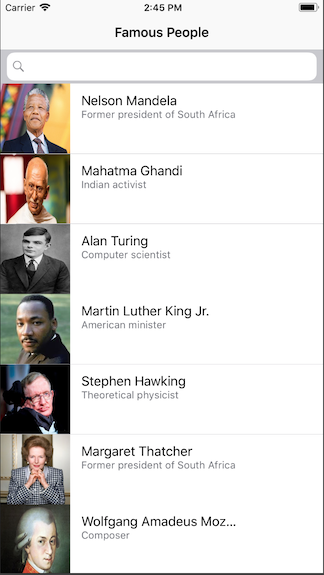 Carrier
2:45 PM
Famous People
Nelson Mandela
Former president of South Africa
Mahatma Ghandi
Indian activist
Alan Turing
Computer scientist
Martin Luther King Jr.
American minister
Stephen Hawking
Theoretical physicist
Margaret Thatcher
Former president of South Africa
Wolfgang Amadeus Moz...
Composer